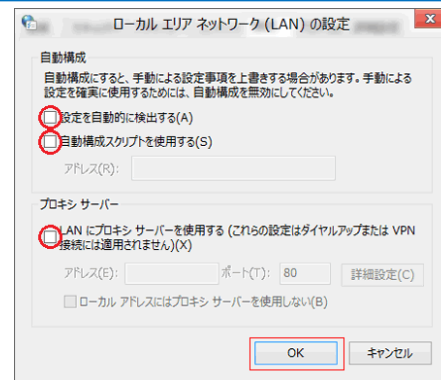 ローカル エリア ネットワーク (LAN) の設定
自動構成
自動構成にすると、手動による設定事項を上書きする場合があります。手動による
設定を確実に使用するためには、自動構成を無効にしてください。
設定を自動的に検出する(A)
自動構成スクリプトを使用する(S)
アドレス(R):
プロキシ サーバー
LAN にプロキシ サーバーを使用する (これらの設定はダイヤルアップまたは VPN
接続には適用されません)(X)
アドレス(E): ポート(T): 80 詳細設定(C)
ローカル アドレスにはプロキシ サーバーを使用しない(B)
OK キャンセル